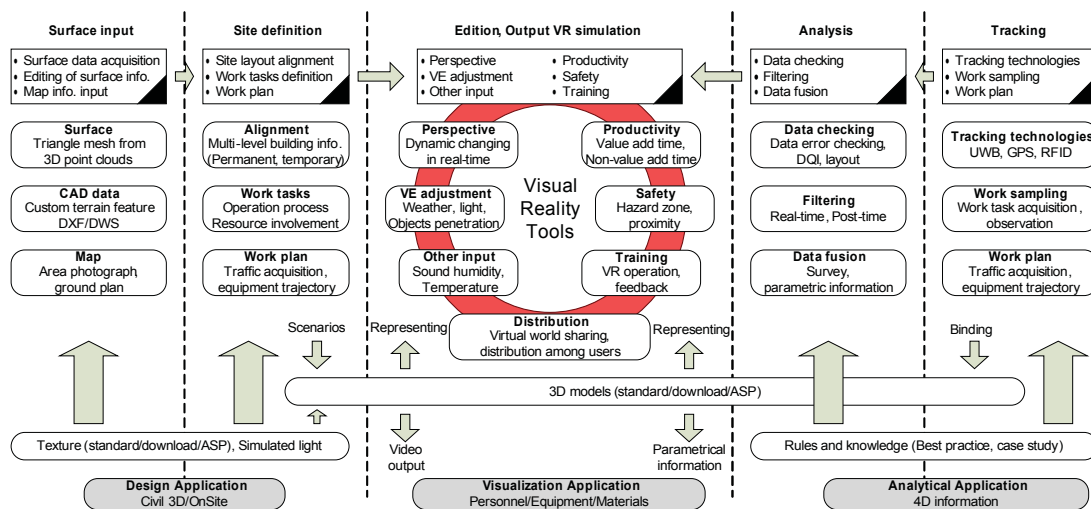 Surface input
Site definition
Edition, Output VR simulation
Analysis
Tracking
• Surface data acquisition
• Editing of surface info.
• Map info. input
• Site layout alignment
• Work tasks definition
• Work plan
• Perspective
• VE adjustment
• Other input
• Productivity
• Safety
• Training
• Data checking
• Filtering
• Data fusion
• Tracking technologies
• Work sampling
• Work plan
Surface
Triangle mesh from
3D point clouds
CAD data
Custom terrain feature
DXF/DWS
Map
Area photograph,
ground plan
Alignment
Multi-level building info.
(Permanent, temporary)
Work tasks
Operation process
Resource involvement
Work plan
Traffic acquisition,
equipment trajectory
Perspective
Dynamic changing
in real-time
VE adjustment
Weather, light,
Objects penetration
Other input
Sound humidity,
Temperature
Visual
Reality
Tools
Productivity
Value add time,
Non-value add time
Safety
Hazard zone,
proximity
Training
VR operation,
feedback
Distribution
Virtual world sharing,
distribution among users
Data checking
Data error checking,
DQI, layout
Filtering
Real-time, Post-time
Data fusion
Survey,
parametric information
Tracking technologies
UWB, GPS, RFID
Work sampling
Work task acquisition,
observation
Work plan
Traffic acquisition,
equipment trajectory
Scenarios
Representing
Representing
Binding
3D models (standard/download/ASP)
Texture (standard/download/ASP), Simulated light
Video
output
Parametrical
information
Rules and knowledge (Best practice, case study)
Design Application
Civil 3D/OnSite
Visualization Application
Personnel/Equipment/Materials
Analytical Application
4D information